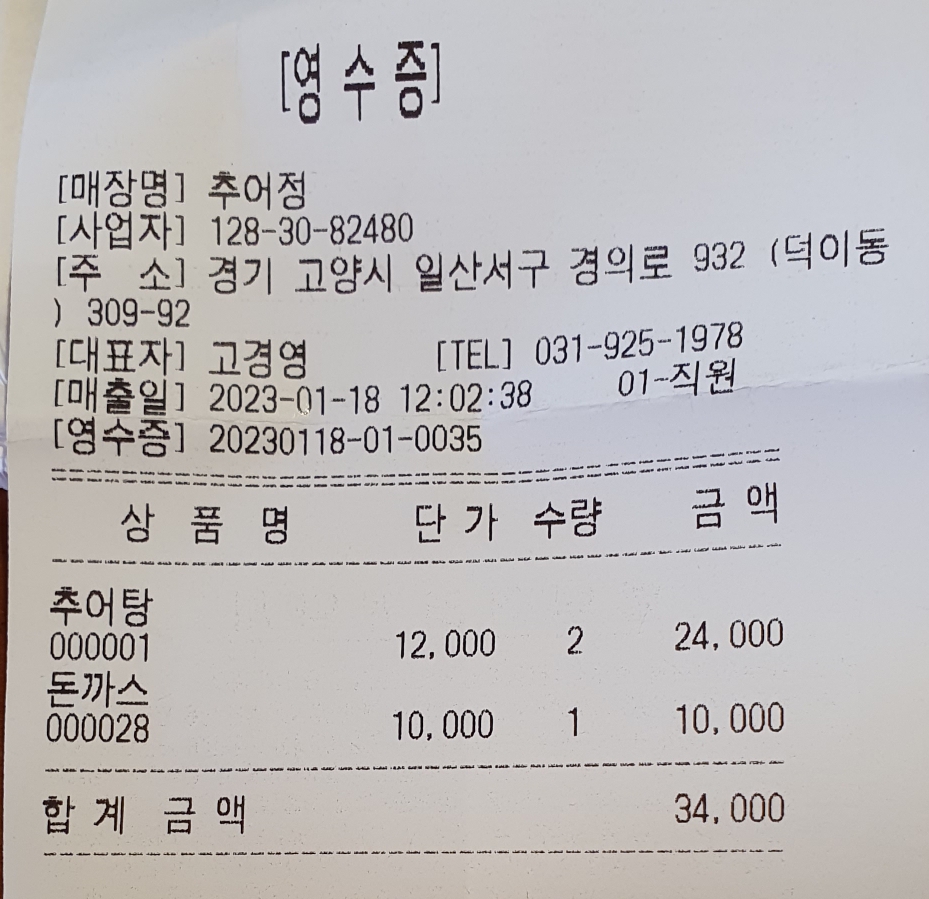 [영수증]
[매장명] 추어정
[사업자] 128-30-82480
[주 소] 경기 고양시 일산서구 경의로 932 (덕이동
) 309-92
[대표자] 고경영 [TEL] 031-925-1978
[매출일] 2023-01-18 12:02:38 01-직원
[영수증] 20230118-01-0035
상 품 명 단 가 수량 금 액
추어탕
000001 12,000 2 24,000
돈까스
000028 10,000 1 10,000
합 계 금 액 34,000